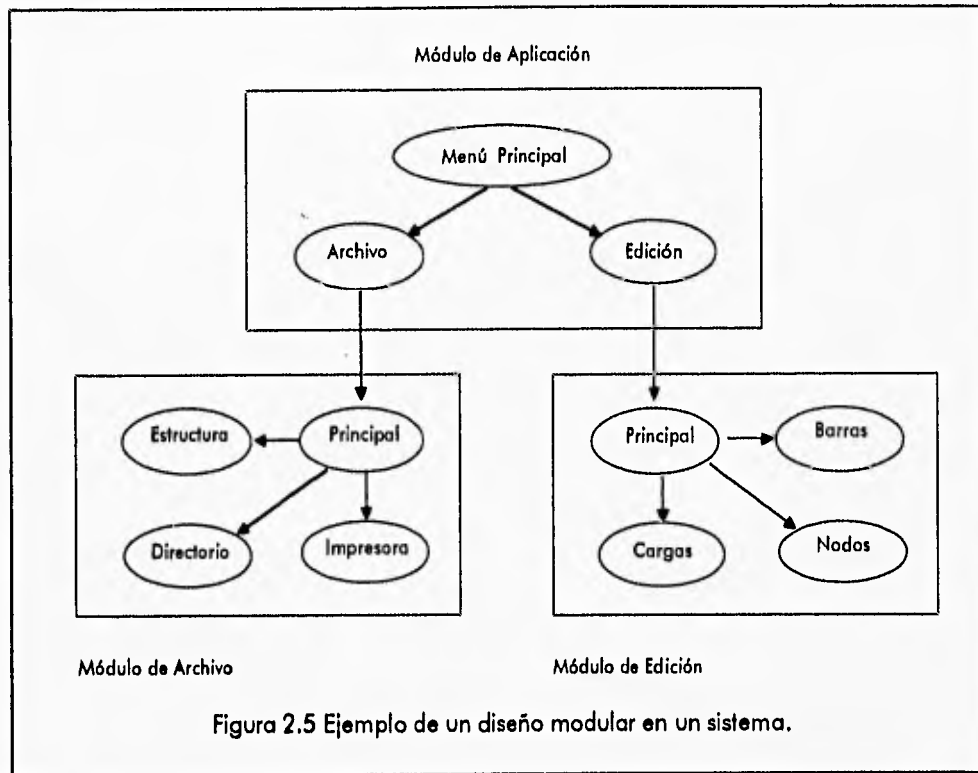 Módulo de Aplicación
Menú Principal
Archivo
Edición
Estructura
Principal
Directorio
Impresora
Principal
Barras
Cargas
Nodos
Módulo de Archivo
Módulo de Edición
Figura 2.5 Ejemplo de un diseño modular en un sistema.